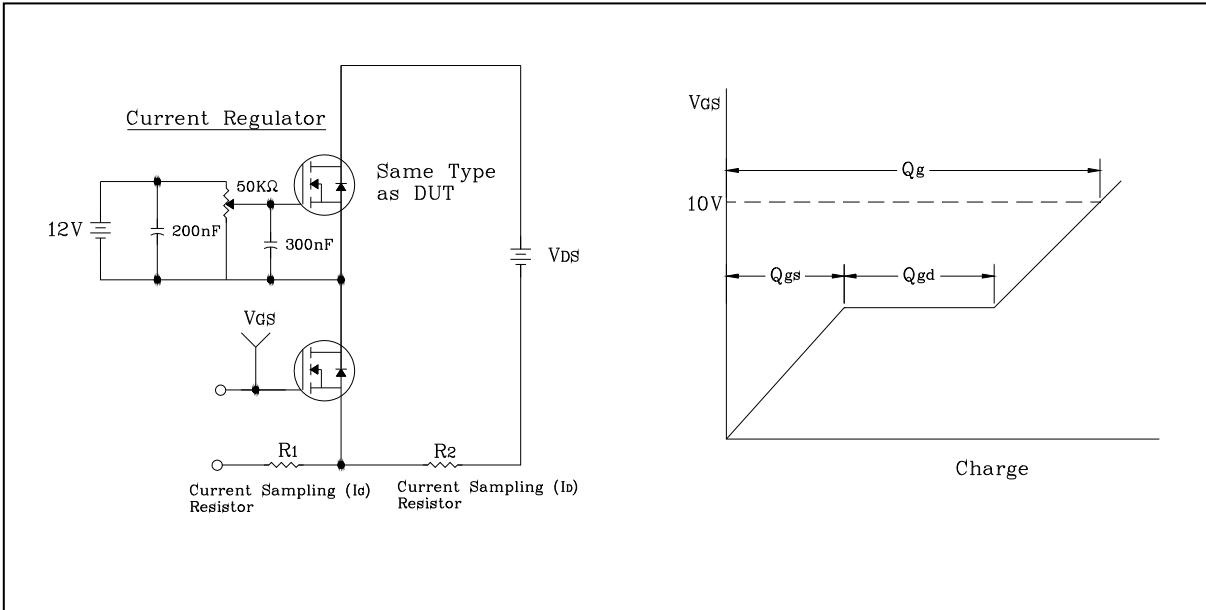 Current Regulator
Same Type
as DUT
50KΩ
12V
200nF
300nF
VDS
VGS
R1
R2
Current Sampling (IG)
Resistor
Current Sampling (ID)
Resistor
VGS
Qg
10V
Qgs
Qgd
Charge